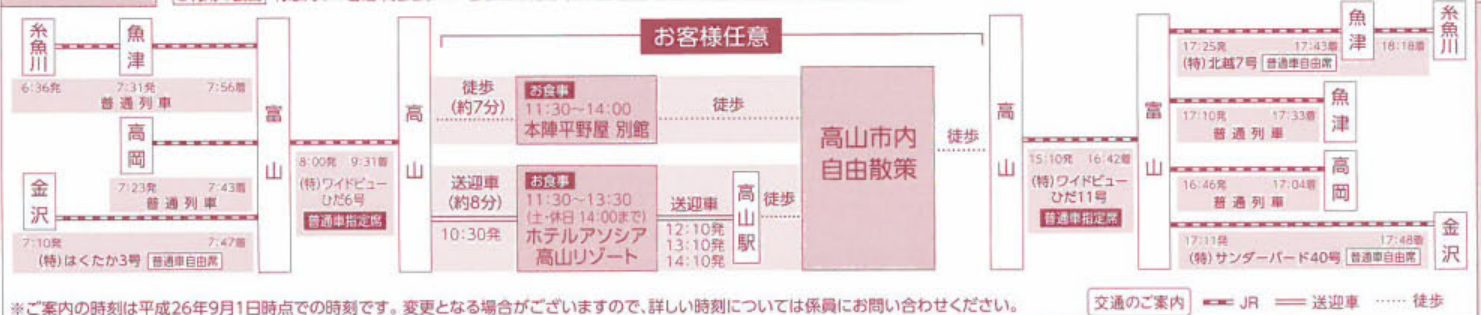 お客様任意
糸魚川
魚津
6:36発 7:31発 7:56着
普通列車
高岡
7:23発 7:43着
普通列車
金沢
7:10発 7:47着
(特)はくたか3号 普通車自由席
富山
8:00発 9:31着
(特)ワイドビュー
ひだ6号
普通車指定席
高山
徒歩
(約7分)
お食事
11:30〜14:00
本陣平野屋 別館
徒歩
送迎車
(約8分)
10:30発
お食事
11:30〜13:30
(土・休日 14:00まで)
ホテルアソシア
高山リゾート
送迎車
12:10発
13:10発
14:10発
高山駅
徒歩
高山市内
自由散策
徒歩
高山
15:10発 16:42着
(特)ワイドビュー
ひだ11号
普通車指定席
富山
魚津
糸魚川
17:25発 17:43着 18:18着
(特)北越7号 普通車自由席
魚津
17:10発 17:33着
普通列車
高岡
16:46発 17:04着
普通列車
金沢
17:11発 17:48着
(特)サンダーバード40号 普通車自由席
※ご案内の時刻は平成26年9月1日時点での時刻です。変更となる場合がございますので、詳しい時刻については係員にお問い合わせください。
交通のご案内 JR 送迎車 徒歩